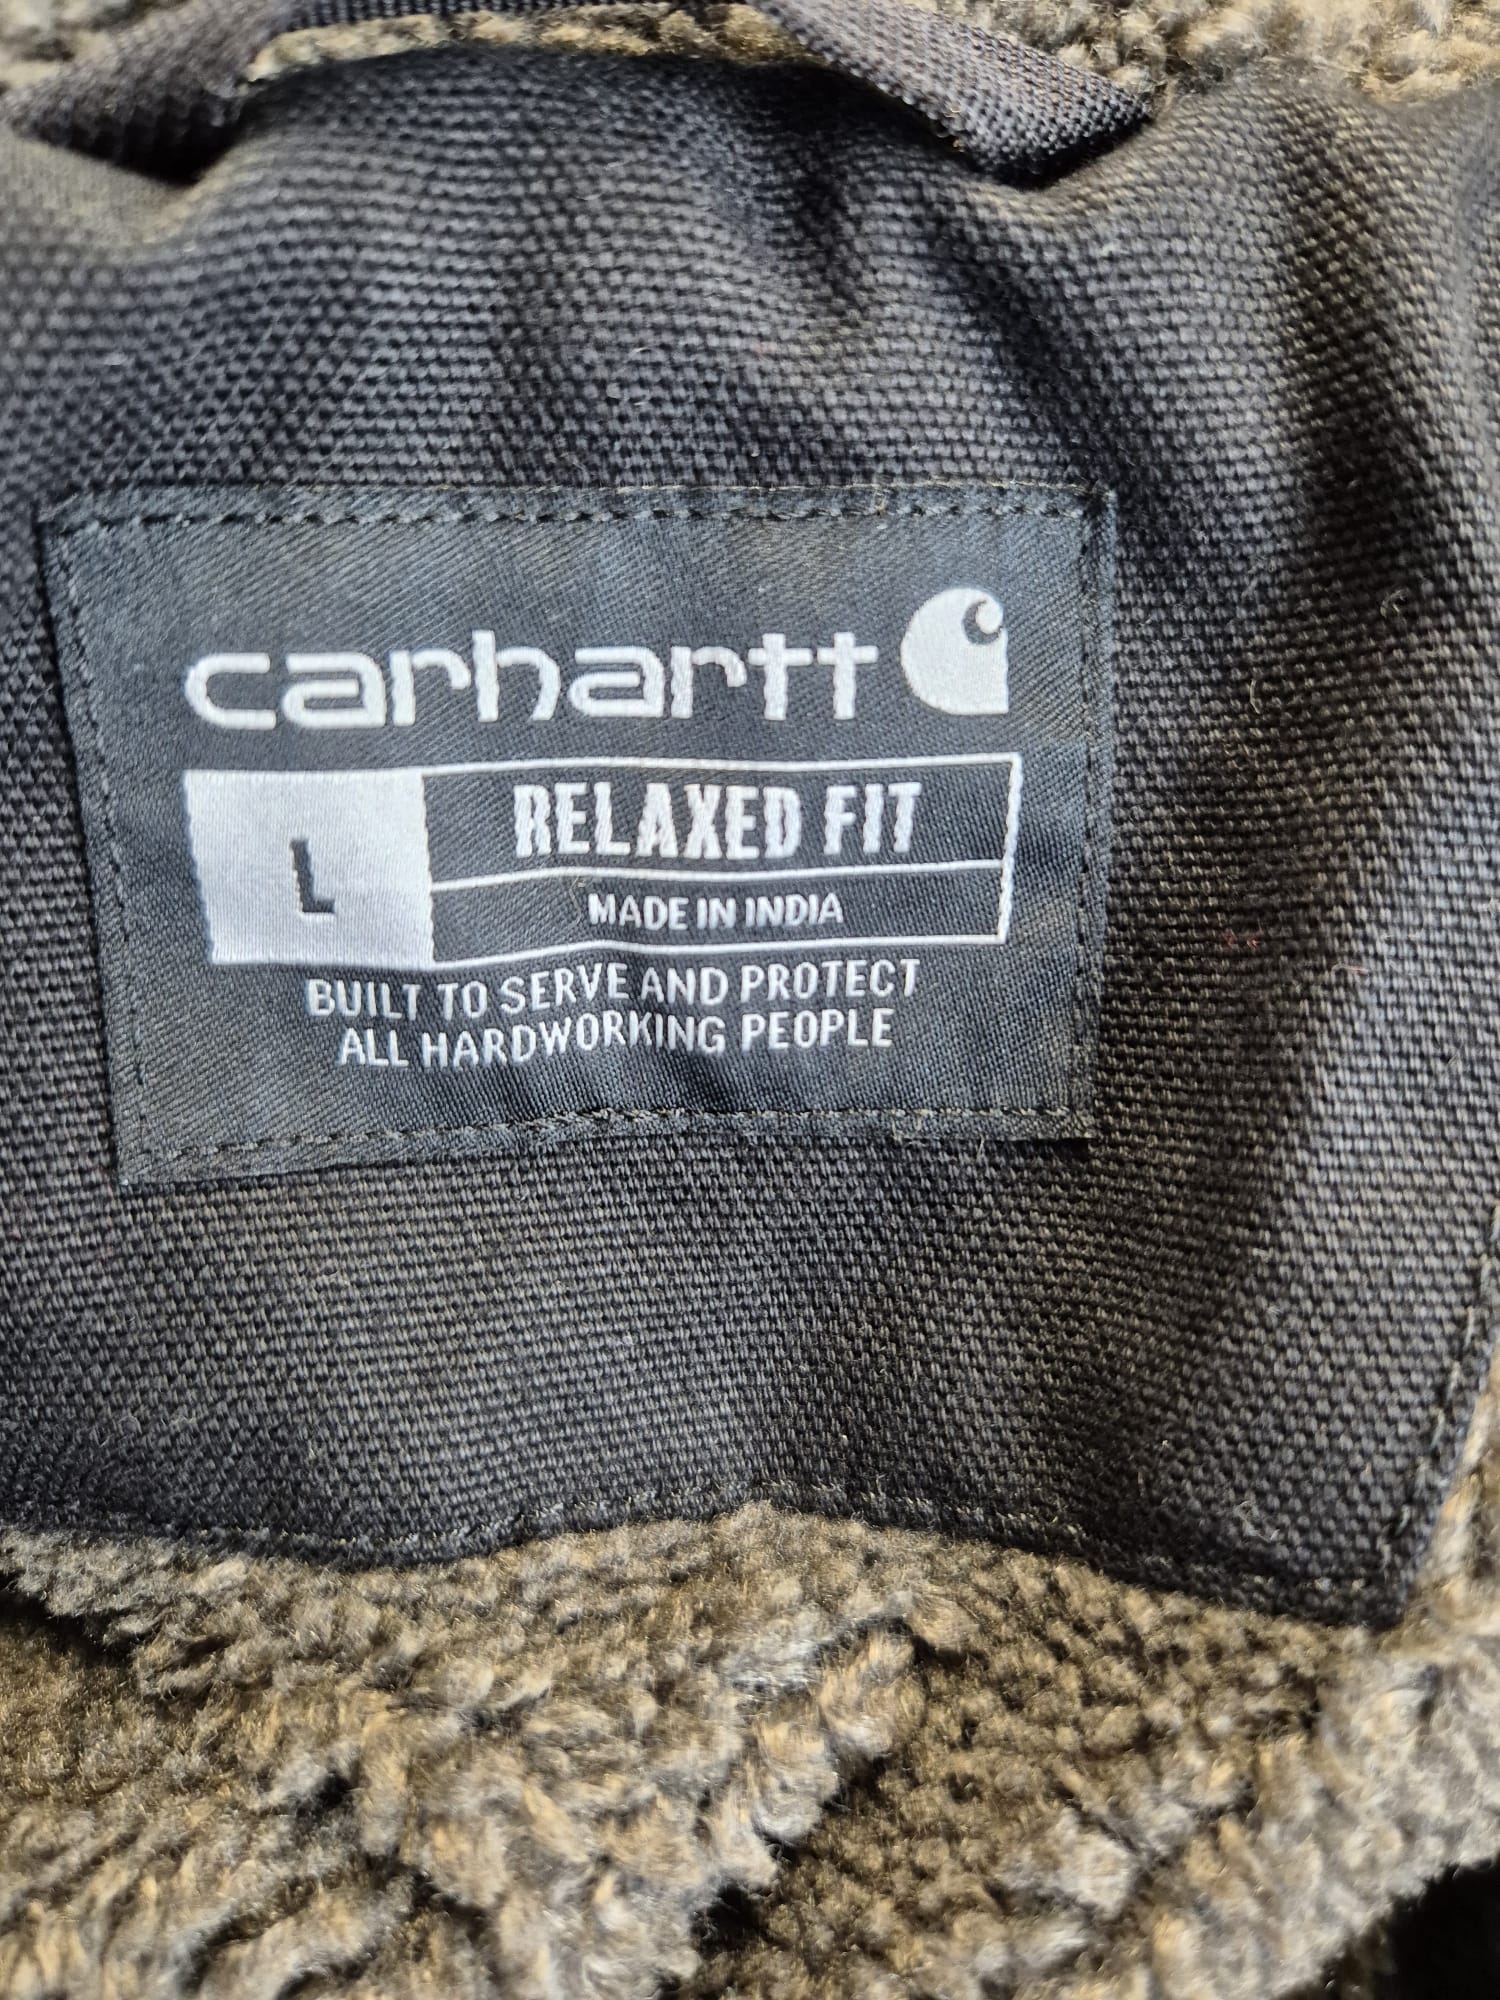 carhartt
L
RELAXED FIT
MADE IN INDIA
BUILT TO SERVE AND PROTECT
ALL HARDWORKING PEOPLE